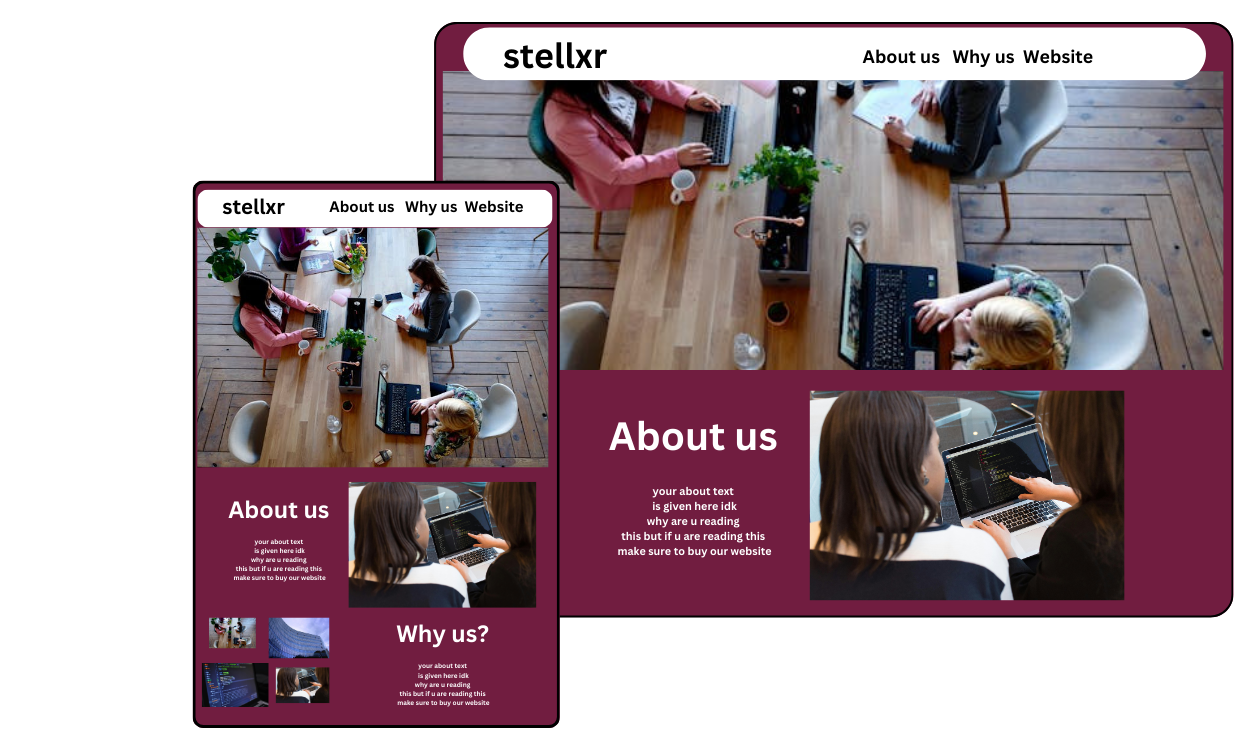 stellxr
About us Why us Website
About us
your about text
is given here idk
why are u reading
this but if u are reading this
make sure to buy our website
stellxr
About us Why us Website
About us
your about text
is given here idk
why are u reading
this but if u are reading this
make sure to buy our website
Why us?
your about text
is given here idk
why are u reading
this but if u are reading this
make sure to buy our website